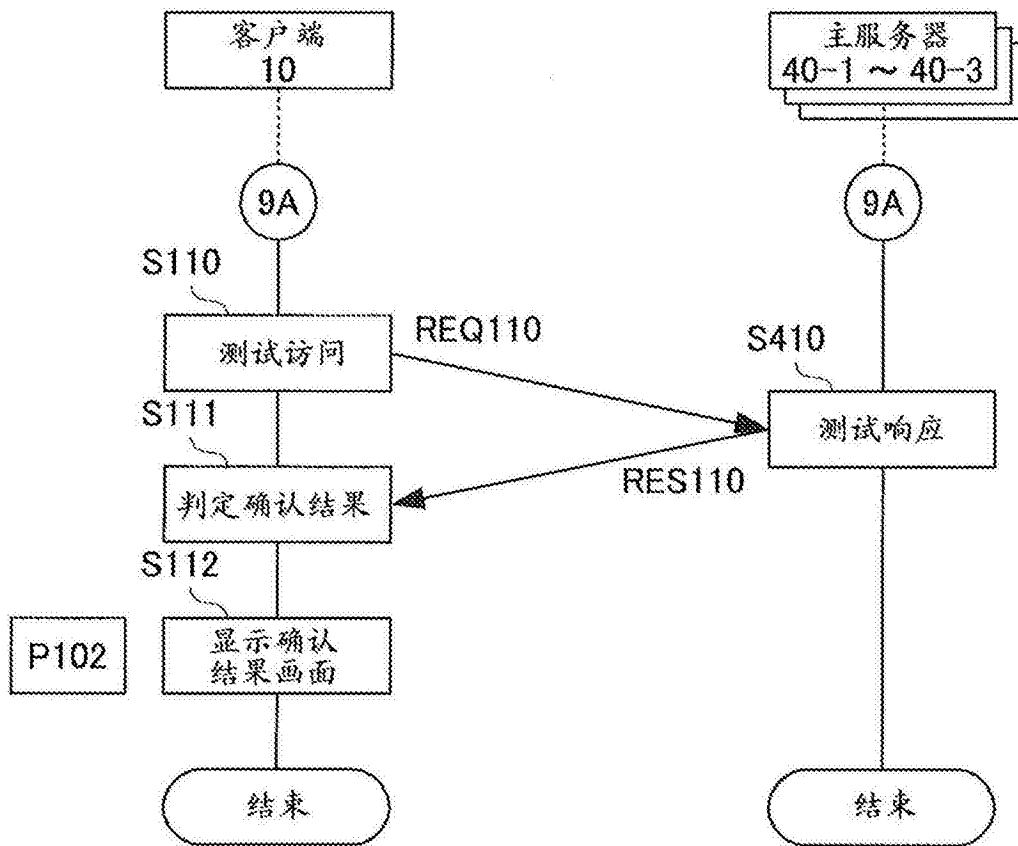 客户端
10
主服务器
40-1 ～ 40-3
9A
9A
S110
测试访问
REQ110
S410
测试响应
S111
判定确认结果
RES110
S112
P102
显示确认
结果画面
结束
结束